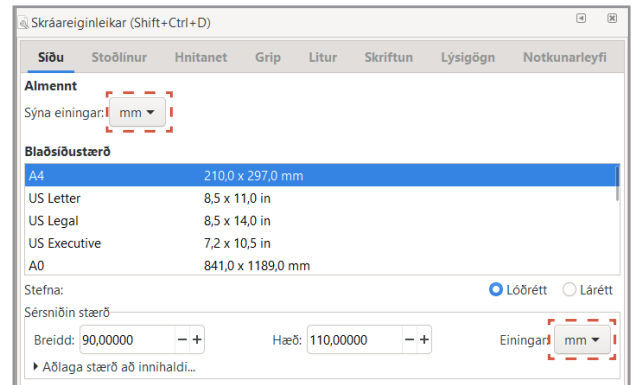 Skráareiginleikar (Shift+Ctrl+D)
Síðu Stoðlínur Hnitanet Grip Litur Skriftun Lýsigögn Notkunarleyfi
Almennt
Sýna einingar: mm
Blaðsíðustærð
A4 210,0 x 297,0 mm
US Letter 8,5 x 11,0 in
US Legal 8,5 x 14,0 in
US Executive 7,2 x 10,5 in
A0 841,0 x 1189,0 mm
Stefna: Lóðrétt Lárétt
Sérsniðin stærð
Breidd: 90,00000 − + Hæð: 110,00000 − + Einingar: mm
Aðlaga stærð að innihaldi...